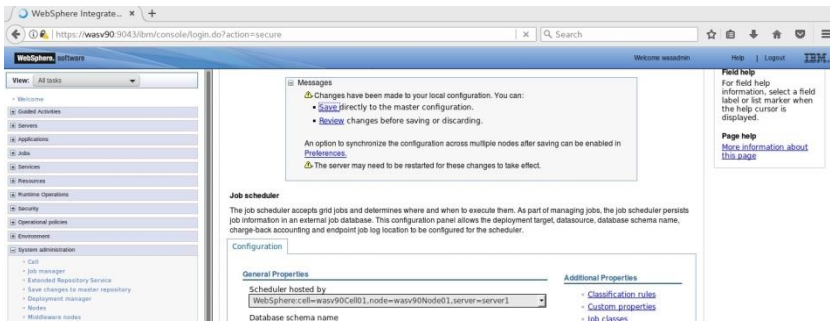 WebSphere Integrate...
https://wasv90:9043/ibm/console/login.do?action=secure
Search
WebSphere. software
Welcome wasadmin
Help | Logout
IBM.
View: All tasks
Welcome
Guided Activities
Servers
Applications
Jobs
Services
Resources
Runtime Operations
Security
Operational policies
Environment
System administration
Cell
Job manager
Extended Repository Service
Save changes to master repository
Deployment manager
Nodes
Middleware nodes
Messages
Changes have been made to your local configuration. You can:
Save directly to the master configuration.
Review changes before saving or discarding.
An option to synchronize the configuration across multiple nodes after saving can be enabled in
Preferences.
The server may need to be restarted for these changes to take effect.
Job scheduler
The job scheduler accepts grid jobs and determines where and when to execute them. As part of managing jobs, the job scheduler persists
job information in an external job database. This configuration panel allows the deployment target, datasource, database schema name,
charge-back accounting and endpoint job log location to be configured for the scheduler.
Configuration
General Properties
Scheduler hosted by
WebSphere:cell=wasv90Cell01,node=wasv90Node01,server=server1
Database schema name
Additional Properties
Classification rules
Custom properties
Job classes
Field help
For field help
information, select a field
label or list marker when
the help cursor is
displayed.
Page help
More information about
this page